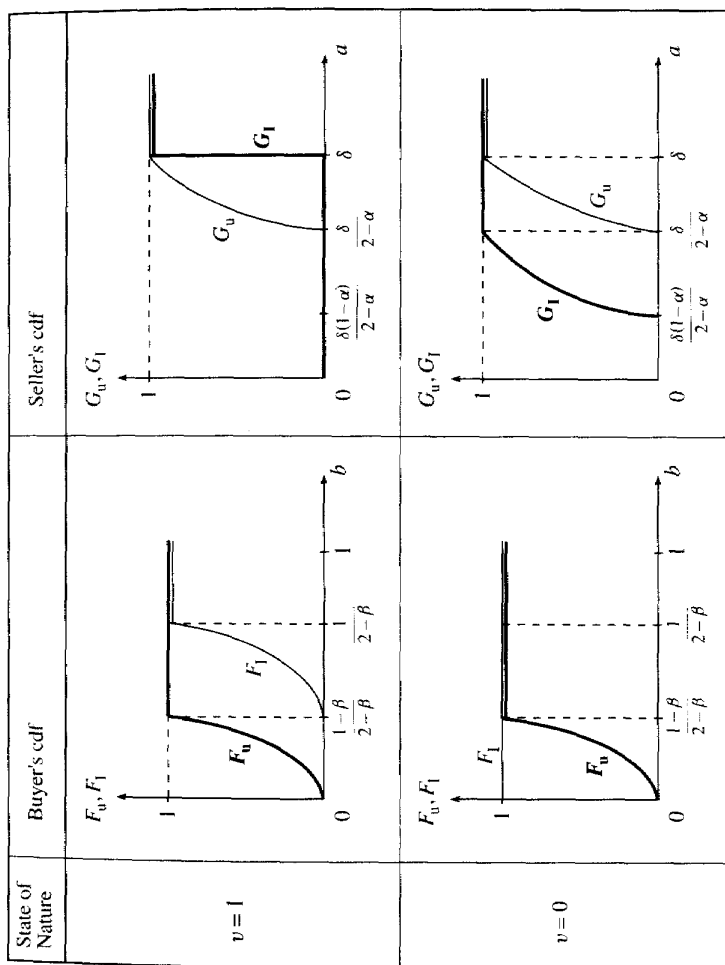 State of Nature
Buyer's cdf
Seller's cdf
v = 1
F_u, F_I
1
F_u
F_I
0
(1−β)/(2−β)
1/(2−β)
1
b
G_u, G_I
1
G_u
G_I
0
δ(1−α)/(2−α)
δ/(2−α)
δ
a
v = 0
F_u, F_I
1
F_I
F_u
0
(1−β)/(2−β)
1/(2−β)
1
b
G_u, G_I
1
G_I
G_u
0
δ(1−α)/(2−α)
δ/(2−α)
δ
a